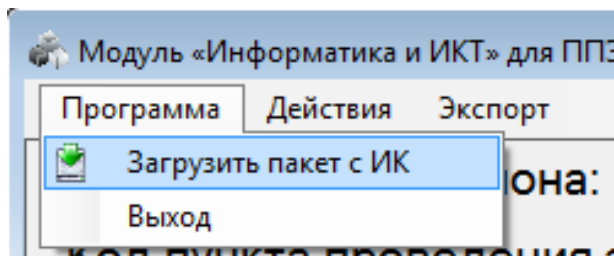 Модуль «Информатика и ИКТ» для ППЭ
Программа Действия Экспорт
Загрузить пакет с ИК
Выход